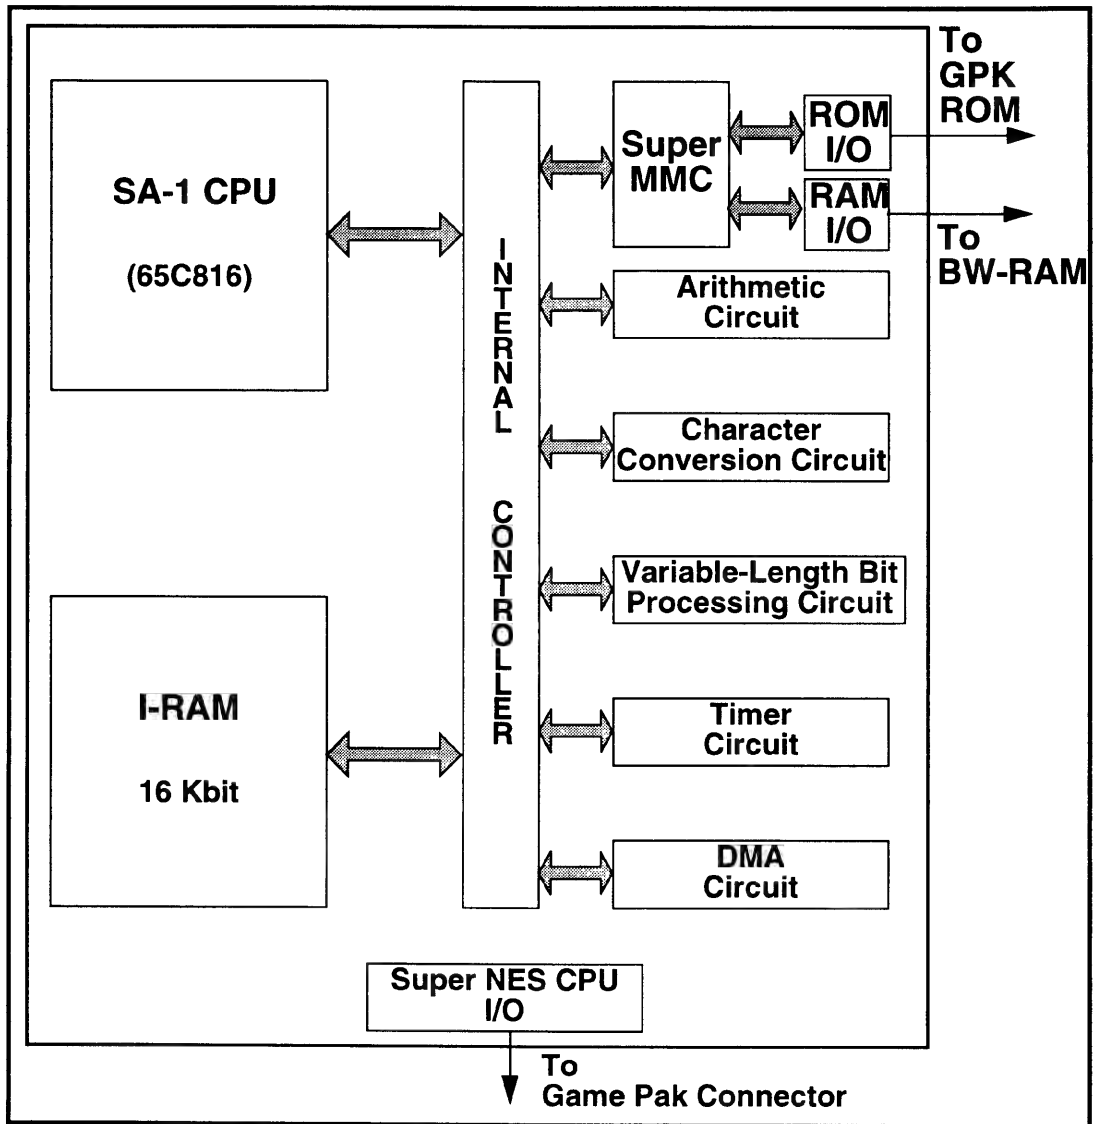 To
GPK
ROM
SA-1 CPU
(65C816)
INTERNAL
CONTROLLER
Super
MMC
ROM
I/O
RAM
I/O
To
BW-RAM
Arithmetic
Circuit
Character
Conversion Circuit
Variable-Length Bit
Processing Circuit
I-RAM
16 Kbit
Timer
Circuit
DMA
Circuit
Super NES CPU
I/O
To
Game Pak Connector